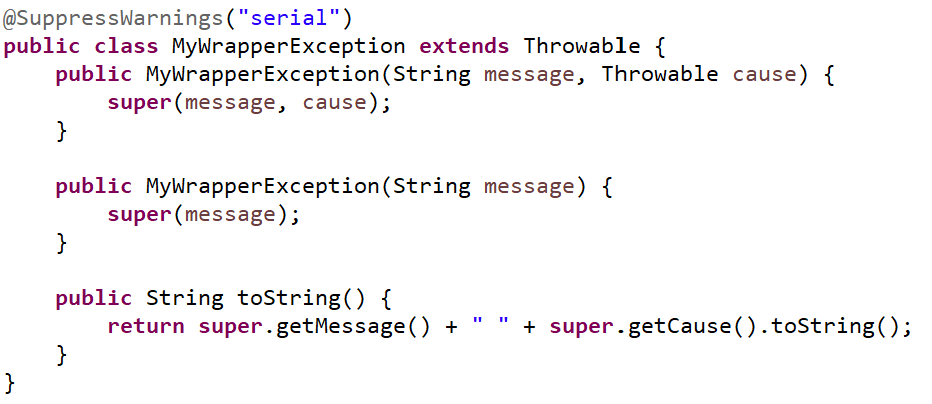 @SuppressWarnings("serial")
public class MyWrapperException extends Throwable {
    public MyWrapperException(String message, Throwable cause) {
        super(message, cause);
    }

    public MyWrapperException(String message) {
        super(message);
    }

    public String toString() {
        return super.getMessage() + " " + super.getCause().toString();
    }
}